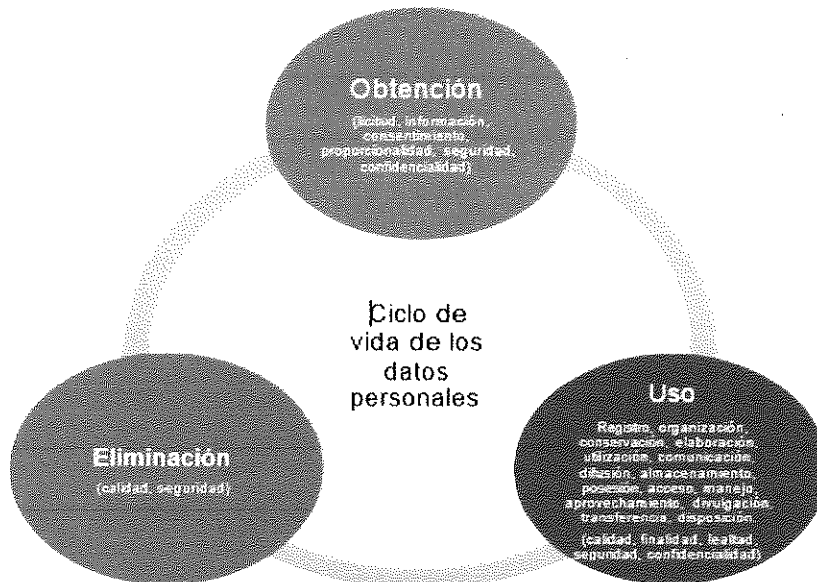 Obtención
(licitud, información,
consentimiento,
proporcionalidad, seguridad,
confidencialidad)
Ciclo de
vida de los
datos
personales
Uso
Registro, organización,
conservación, elaboración,
utilización, comunicación,
difusión, almacenamiento,
posesión, acceso, manejo,
aprovechamiento, divulgación,
transferencia, disposición.
(calidad, finalidad, lealtad,
seguridad, confidencialidad)
Eliminación
(calidad, seguridad)